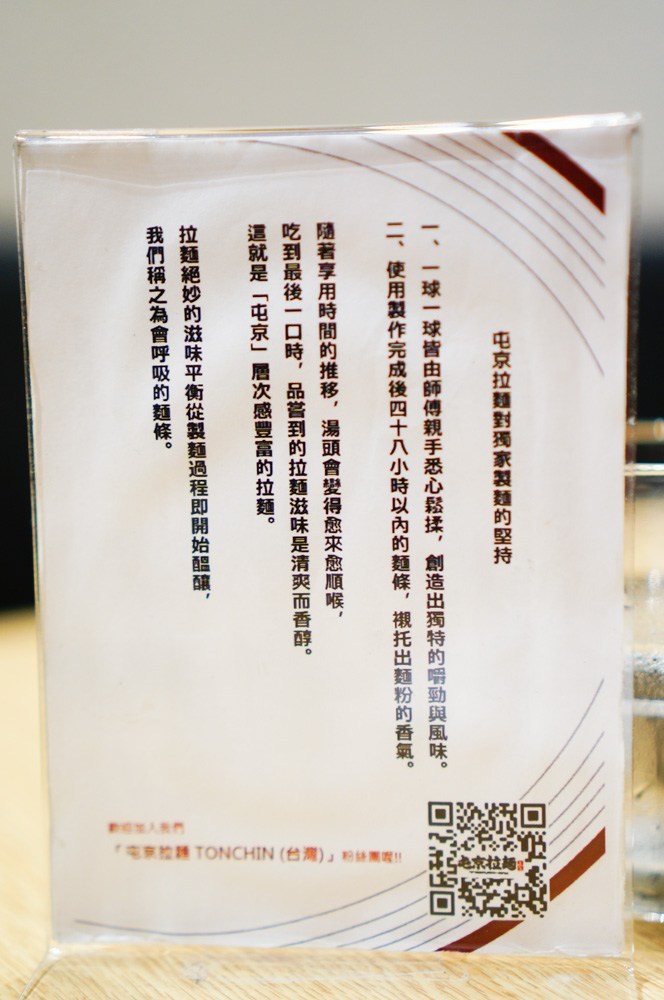 屯京拉麵對獨家製麵的堅持
一、一球一球皆由師傅親手悉心鬆揉，創造出獨特的嚼勁與風味。
二、使用製作完成後四十八小時以內的麵條，襯托出麵粉的香氣。
隨著享用時間的推移，湯頭會變得愈來愈順喉，
吃到最後一口時，品嘗到的拉麵滋味是清爽而香醇。
這就是「屯京」層次感豐富的拉麵。
拉麵絕妙的滋味平衡從製麵過程即開始醞釀，
我們稱之為會呼吸的麵條。
歡迎加入我們
「屯京拉麵 TONCHIN (台灣)」粉絲團喔!!
屯京拉麵